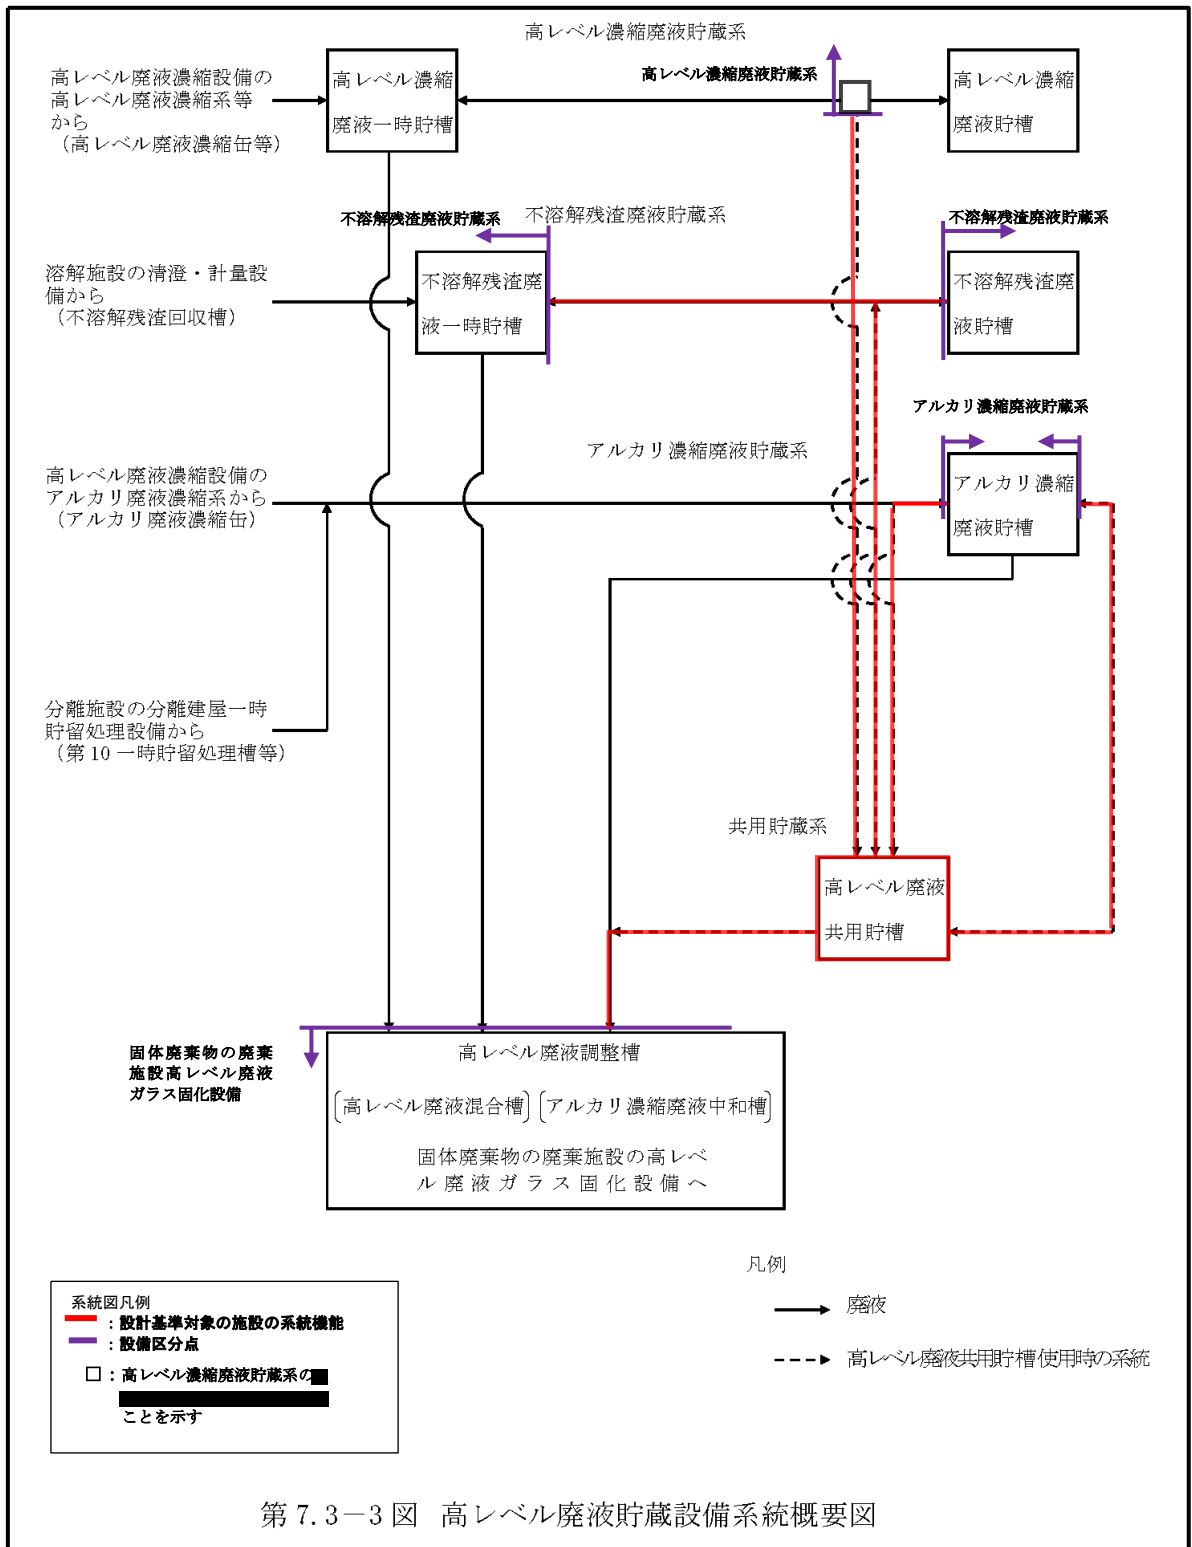 高レベル濃縮廃液貯蔵系
高レベル濃縮廃液貯蔵系
高レベル廃液濃縮設備の
高レベル廃液濃縮系等
から
（高レベル廃液濃縮缶等）
高レベル濃縮
廃液一時貯槽
高レベル濃縮
廃液貯槽
不溶解残渣廃液貯蔵系
不溶解残渣廃液貯蔵系
不溶解残渣廃液貯蔵系
溶解施設の清澄・計量設
備から
（不溶解残渣回収槽）
不溶解残渣廃
液一時貯槽
不溶解残渣廃
液貯槽
アルカリ濃縮廃液貯蔵系
アルカリ濃縮廃液貯蔵系
高レベル廃液濃縮設備の
アルカリ廃液濃縮系から
（アルカリ廃液濃縮缶）
アルカリ濃縮
廃液貯槽
分離施設の分離建屋一時
貯留処理設備から
（第10一時貯留処理槽等）
共用貯蔵系
高レベル廃液
共用貯槽
固体廃棄物の廃棄
施設高レベル廃液
ガラス固化設備
高レベル廃液調整槽
〔高レベル廃液混合槽〕〔アルカリ濃縮廃液中和槽〕
固体廃棄物の廃棄施設の高レベ
ル廃液ガラス固化設備へ
凡例
廃液
高レベル廃液共用貯槽使用時の系統
系統図凡例
：設計基準対象の施設の系統機能
：設備区分点
□：高レベル濃縮廃液貯蔵系の
ことを示す
第7.3－3図 高レベル廃液貯蔵設備系統概要図